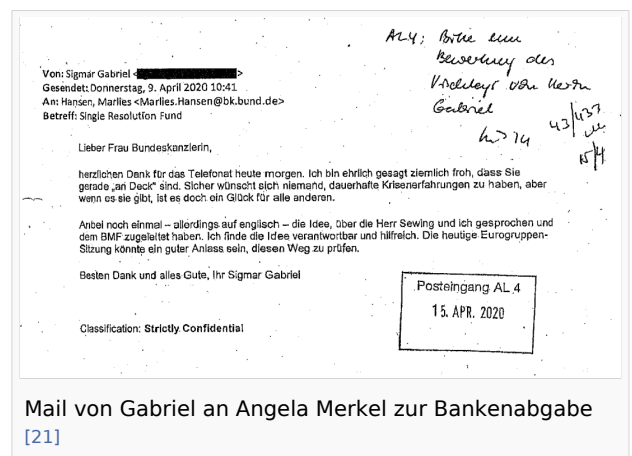 AL4: Bitte um
Bewertung des
Vorschlags von Herrn
Gabriel
43/433
15/4
Von: Sigmar Gabriel < >
Gesendet: Donnerstag, 9. April 2020 10:41
An: Hansen, Marlies <Marlies.Hansen@bk.bund.de>
Betreff: Single Resolution Fund
Lieber Frau Bundeskanzlerin,
herzlichen Dank für das Telefonat heute morgen. Ich bin ehrlich gesagt ziemlich froh, dass Sie
gerade „an Deck“ sind. Sicher wünscht sich niemand, dauerhafte Krisenerfahrungen zu haben, aber
wenn es sie gibt, ist es doch ein Glück für alle anderen.
Anbei noch einmal – allerdings auf englisch – die Idee, über die Herr Sewing und ich gesprochen und
dem BMF zugeleitet haben. Ich finde die Idee verantwortbar und hilfreich. Die heutige Eurogruppen-
Sitzung könnte ein guter Anlass sein, diesen Weg zu prüfen.
Besten Dank und alles Gute, Ihr Sigmar Gabriel
Posteingang AL 4
15. APR. 2020
Classification: Strictly Confidential
Mail von Gabriel an Angela Merkel zur Bankenabgabe
[21]